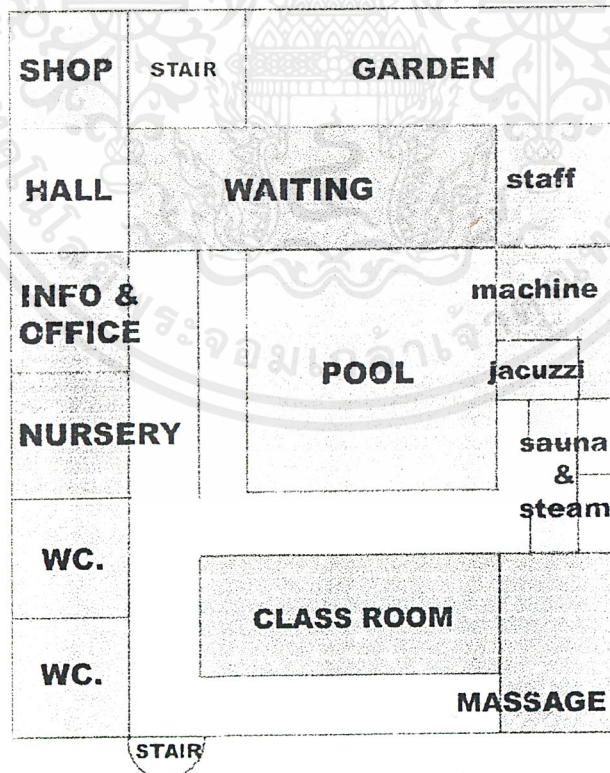 SHOP
STAIR
GARDEN
HALL
WAITING
staff
INFO &
OFFICE
machine
POOL
jacuzzi
NURSERY
sauna
&
steam
WC.
CLASS ROOM
WC.
MASSAGE
STAIR